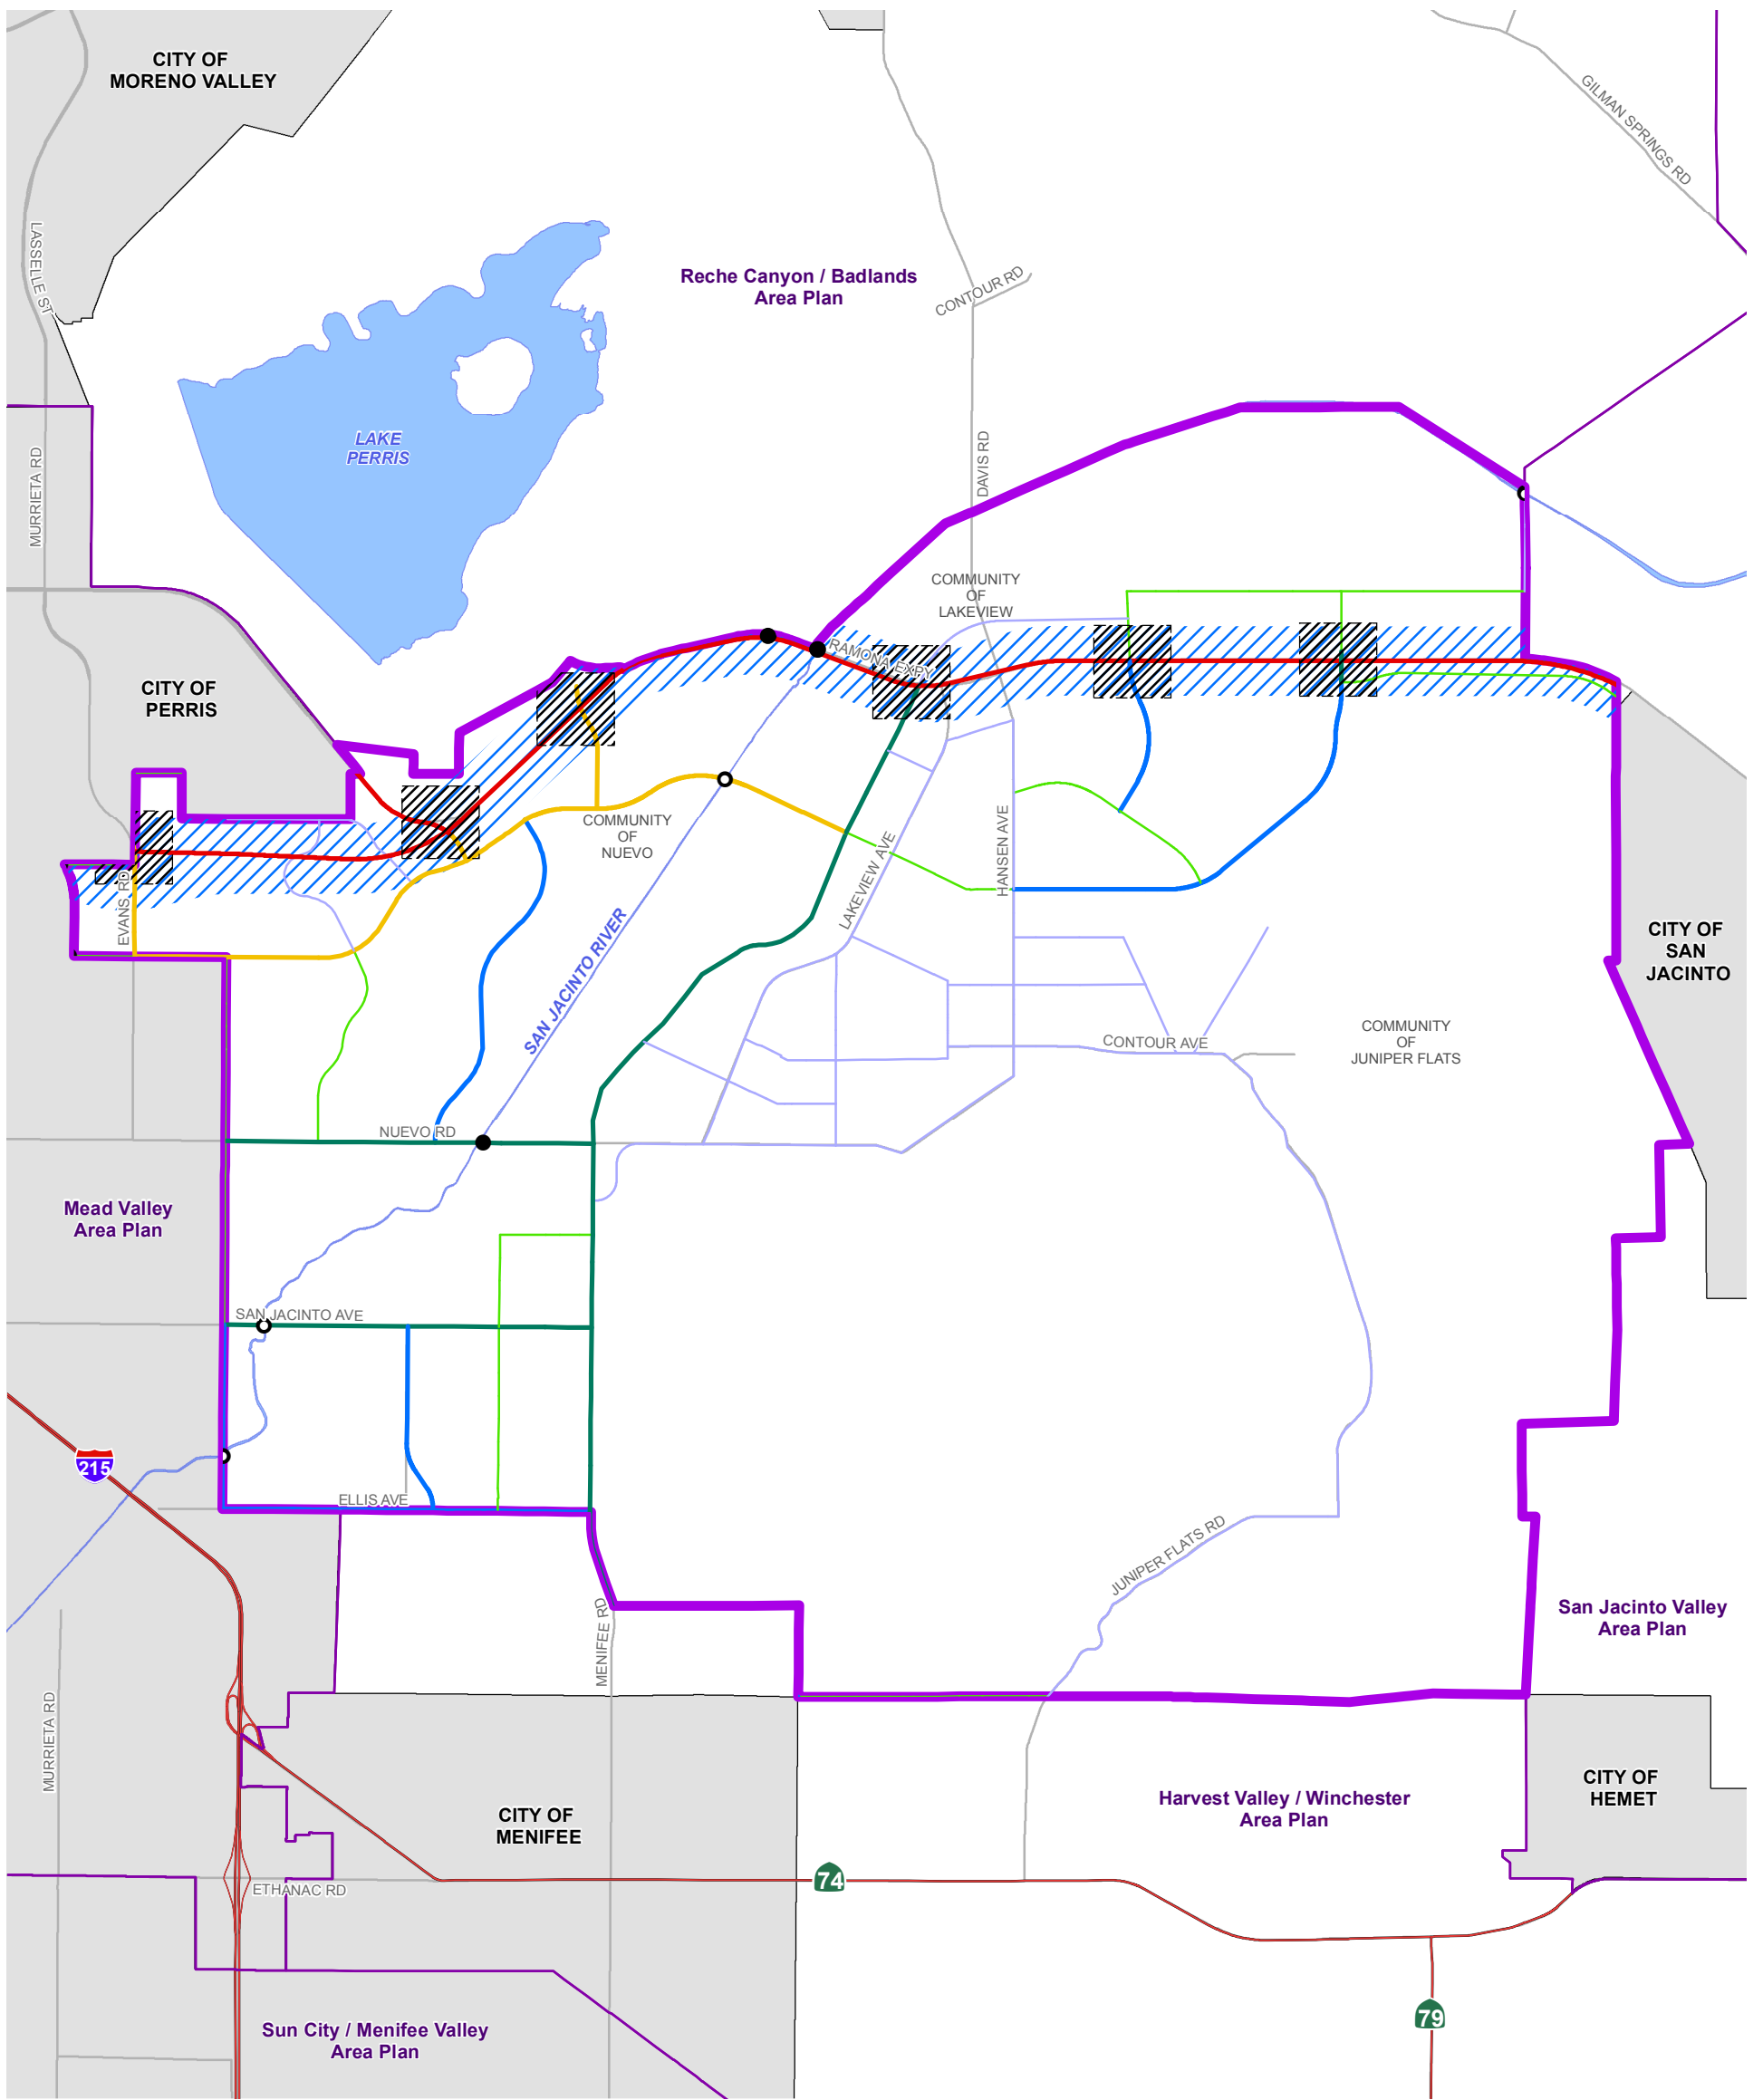 CITY OF
MORENO VALLEY
GILMAN SPRINGS RD
LASSELLE ST
Reche Canyon / Badlands
Area Plan
CONTOUR RD
LAKE
PERRIS
MURRIETA RD
DAVIS RD
COMMUNITY
OF
LAKEVIEW
RAMONA EXPY
CITY OF
PERRIS
COMMUNITY
OF
NUEVO
HANSEN AVE
LAKEVIEW AVE
EVANS RD
SAN JACINTO RIVER
CITY OF
SAN
JACINTO
COMMUNITY
OF
JUNIPER FLATS
CONTOUR AVE
NUEVO RD
Mead Valley
Area Plan
SAN JACINTO AVE
215
ELLIS AVE
JUNIPER FLATS RD
MENIFEE RD
San Jacinto Valley
Area Plan
MURRIETA RD
CITY OF
MENIFEE
Harvest Valley / Winchester
Area Plan
CITY OF
HEMET
74
ETHANAC RD
79
Sun City / Menifee Valley
Area Plan